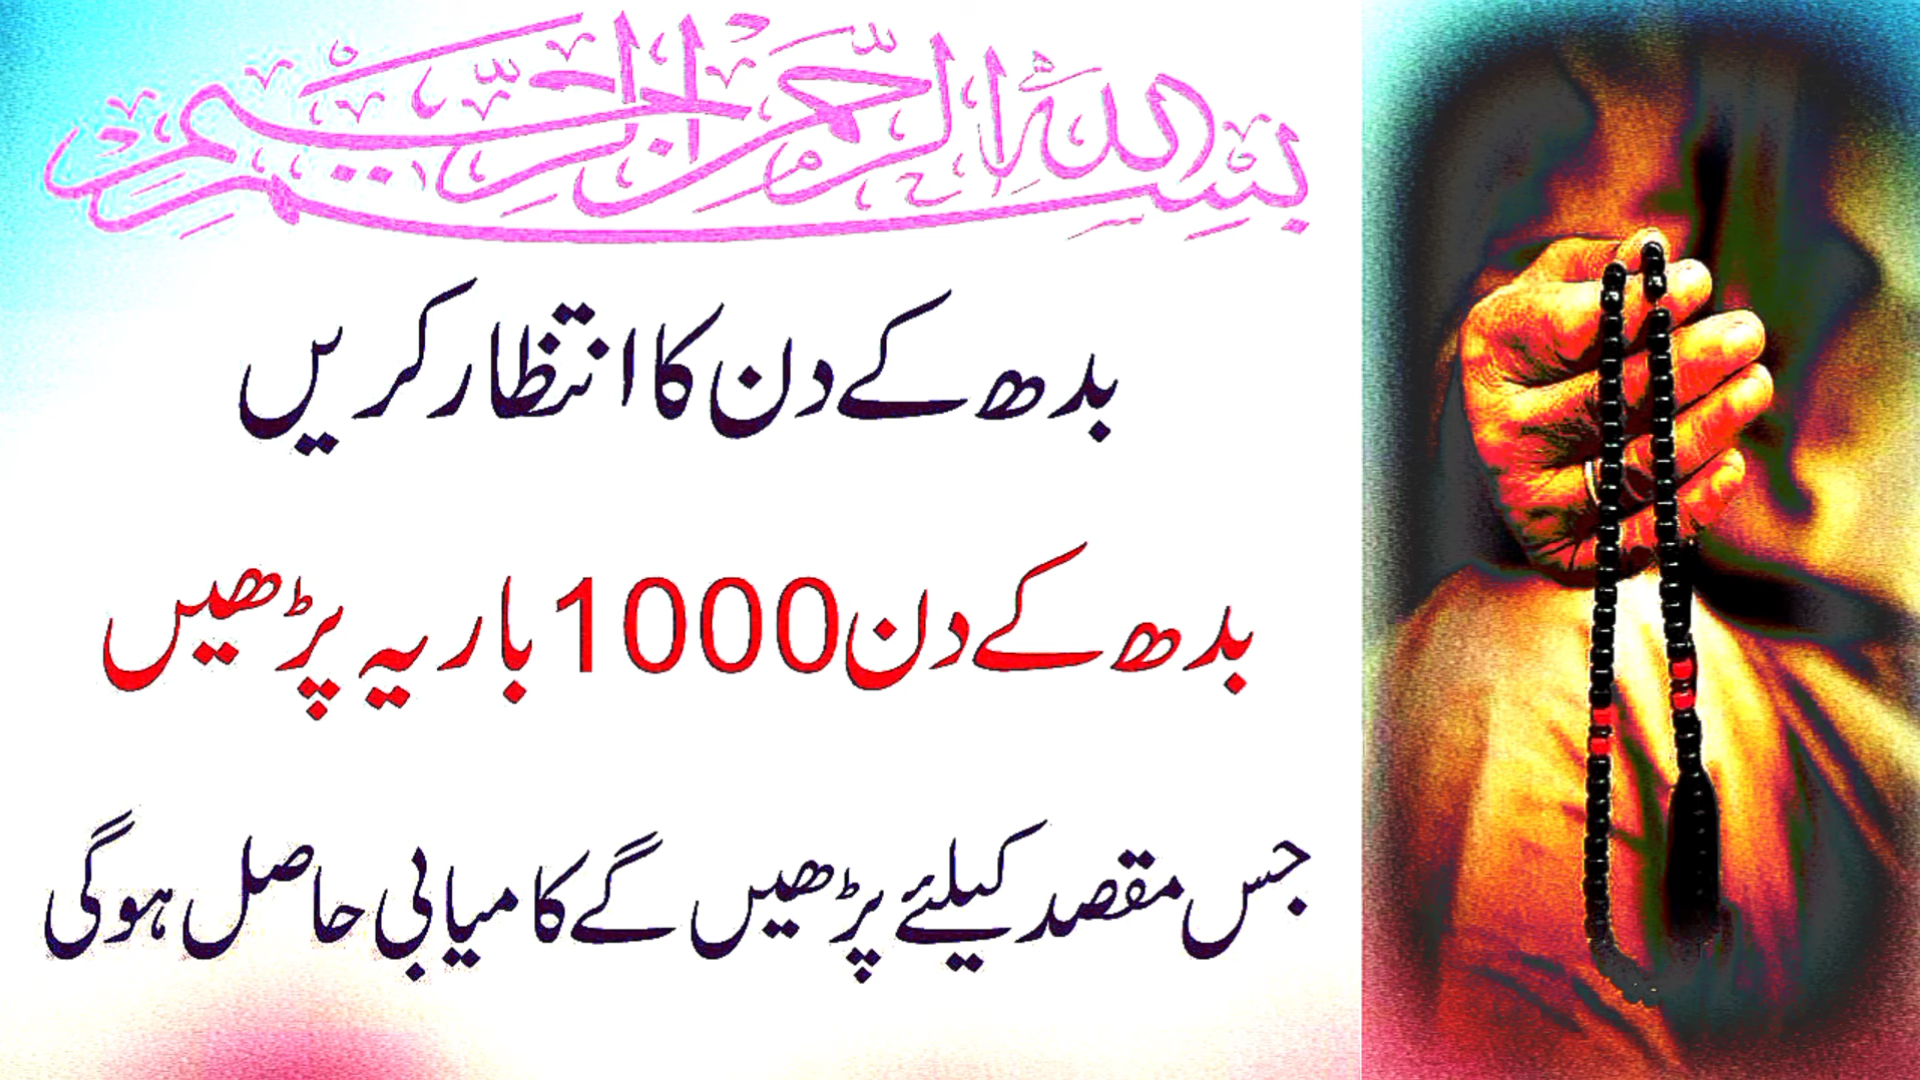 بسم الله الرحمن الرحيم
بدھ کے دن کا انتظار کریں
بدھ کے دن 1000 بار یہ پڑھیں
جس مقصد کیلئے پڑھیں گے کامیابی حاصل ہوگی